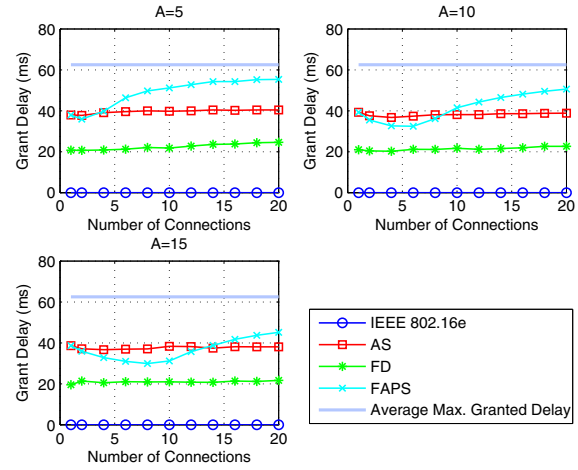 A=5
80
60
40
20
0
Grant Delay (ms)
0 5 10 15 20
Number of Connections
A=10
80
60
40
20
0
Grant Delay (ms)
0 5 10 15 20
Number of Connections
A=15
80
60
40
20
0
Grant Delay (ms)
0 5 10 15 20
Number of Connections
IEEE 802.16e
AS
FD
FAPS
Average Max. Granted Delay